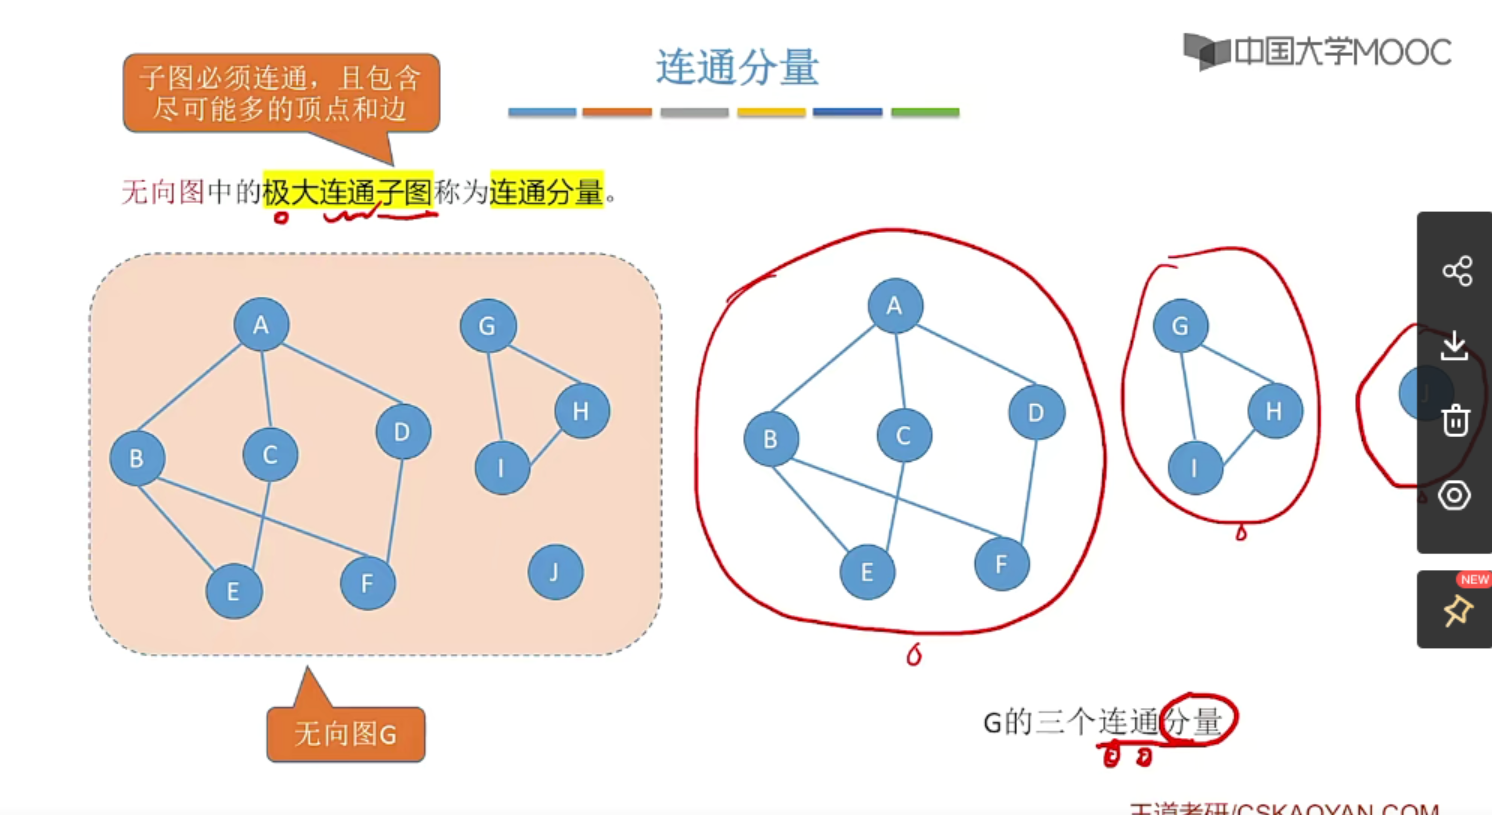 中国大学MOOC
连通分量
子图必须连通，且包含
尽可能多的顶点和边
无向图中的极大连通子图称为连通分量。
A
G
H
B
C
D
I
E
F
J
A
G
B
C
D
H
I
J
E
F
无向图G
G的三个连通分量
NEW
王道考研/CSKAOYAN.COM